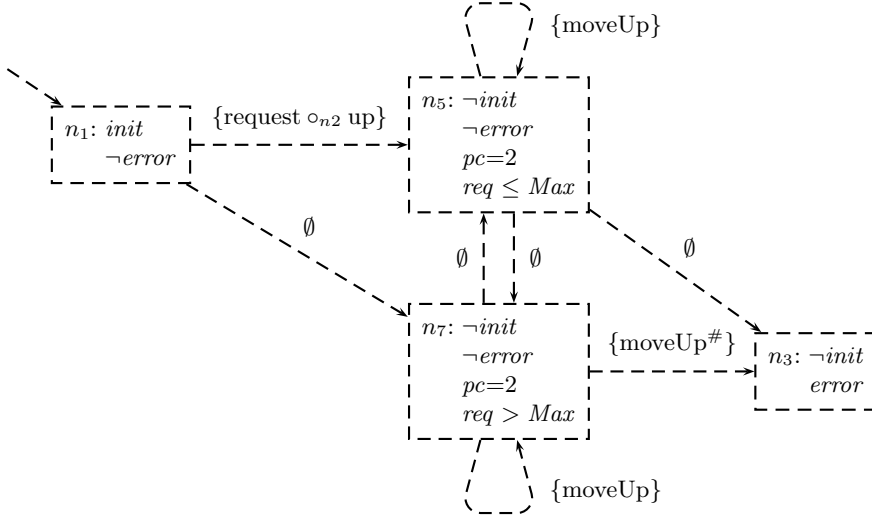 {moveUp}
n₁: init
¬error
{request ∘ₙ₂ up}
n₅: ¬init
¬error
pc=2
req ≤ Max
∅
∅
∅
∅
n₇: ¬init
¬error
pc=2
req > Max
{moveUp#}
n₃: ¬init
error
{moveUp}